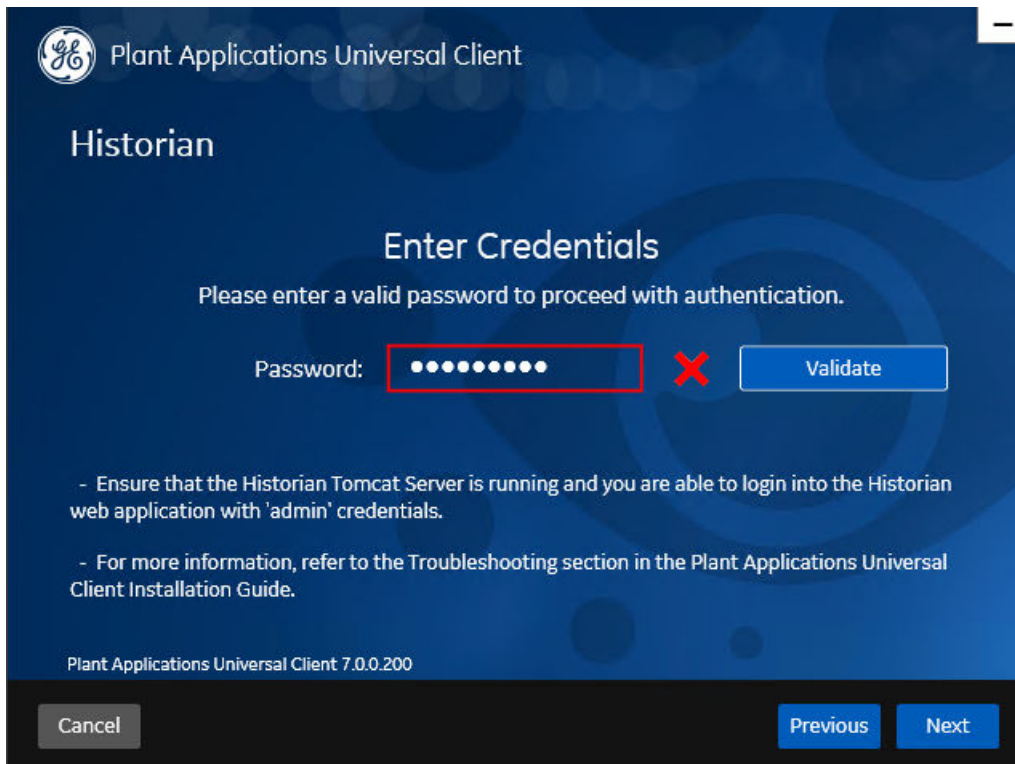 Plant Applications Universal Client
Historian
Enter Credentials
Please enter a valid password to proceed with authentication.
Password: ●●●●●●●●● Validate
- Ensure that the Historian Tomcat Server is running and you are able to login into the Historian
web application with 'admin' credentials.
- For more information, refer to the Troubleshooting section in the Plant Applications Universal
Client Installation Guide.
Plant Applications Universal Client 7.0.0.200
Cancel Previous Next